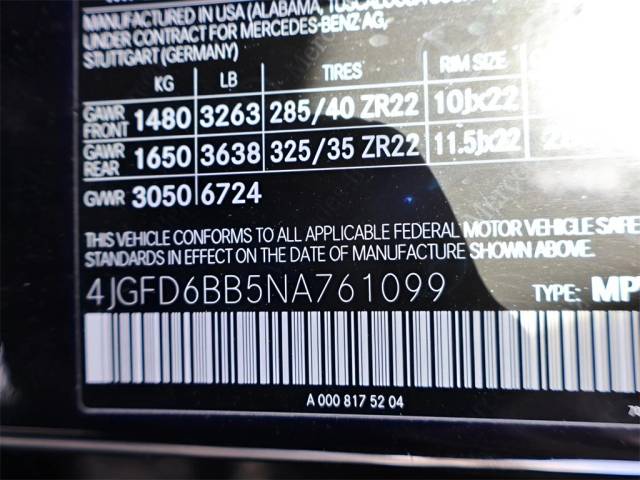 MANUFACTURED IN USA (ALABAMA,
UNDER CONTRACT FOR MERCEDES-BENZ AG,
STUTTGART (GERMANY)
KG LB TIRES RIM SIZE
GAWR FRONT 1480 3263 285/40 ZR22 10Jx22
GAWR REAR 1650 3638 325/35 ZR22 11.5Jx22
GVWR 3050 6724
THIS VEHICLE CONFORMS TO ALL APPLICABLE FEDERAL MOTOR VEHICLE SAFE
STANDARDS IN EFFECT ON THE DATE OF MANUFACTURE SHOWN ABOVE.
4JGFD6BB5NA761099 TYPE: MP
A 000 817 52 04